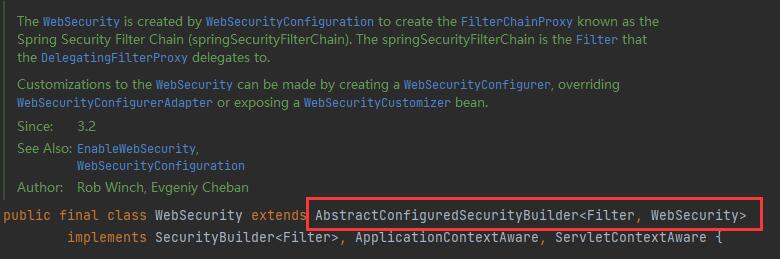 The WebSecurity is created by WebSecurityConfiguration to create the FilterChainProxy known as the
Spring Security Filter Chain (springSecurityFilterChain). The springSecurityFilterChain is the Filter that
the DelegatingFilterProxy delegates to.
Customizations to the WebSecurity can be made by creating a WebSecurityConfigurer, overriding
WebSecurityConfigurerAdapter or exposing a WebSecurityCustomizer bean.
Since: 3.2
See Also: EnableWebSecurity,
WebSecurityConfiguration
Author: Rob Winch, Evgeniy Cheban
public final class WebSecurity extends AbstractConfiguredSecurityBuilder<Filter, WebSecurity>
implements SecurityBuilder<Filter>, ApplicationContextAware, ServletContextAware {